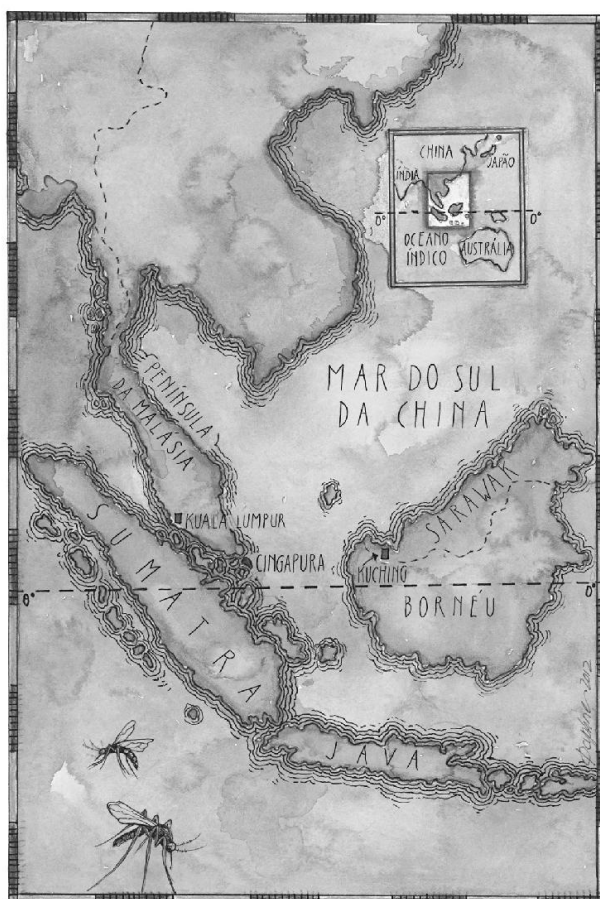 CHINA
JAPÃO
ÍNDIA
0° 0°
OCEANO
ÍNDICO
AUSTRÁLIA
MAR DO SUL
DA CHINA
PENÍNSULA
DA MALASIA
SARAWAK
KUALA LUMPUR
SUMATRA
CINGAPURA
KUCHING
0° 0°
BORNÉU
JAVA